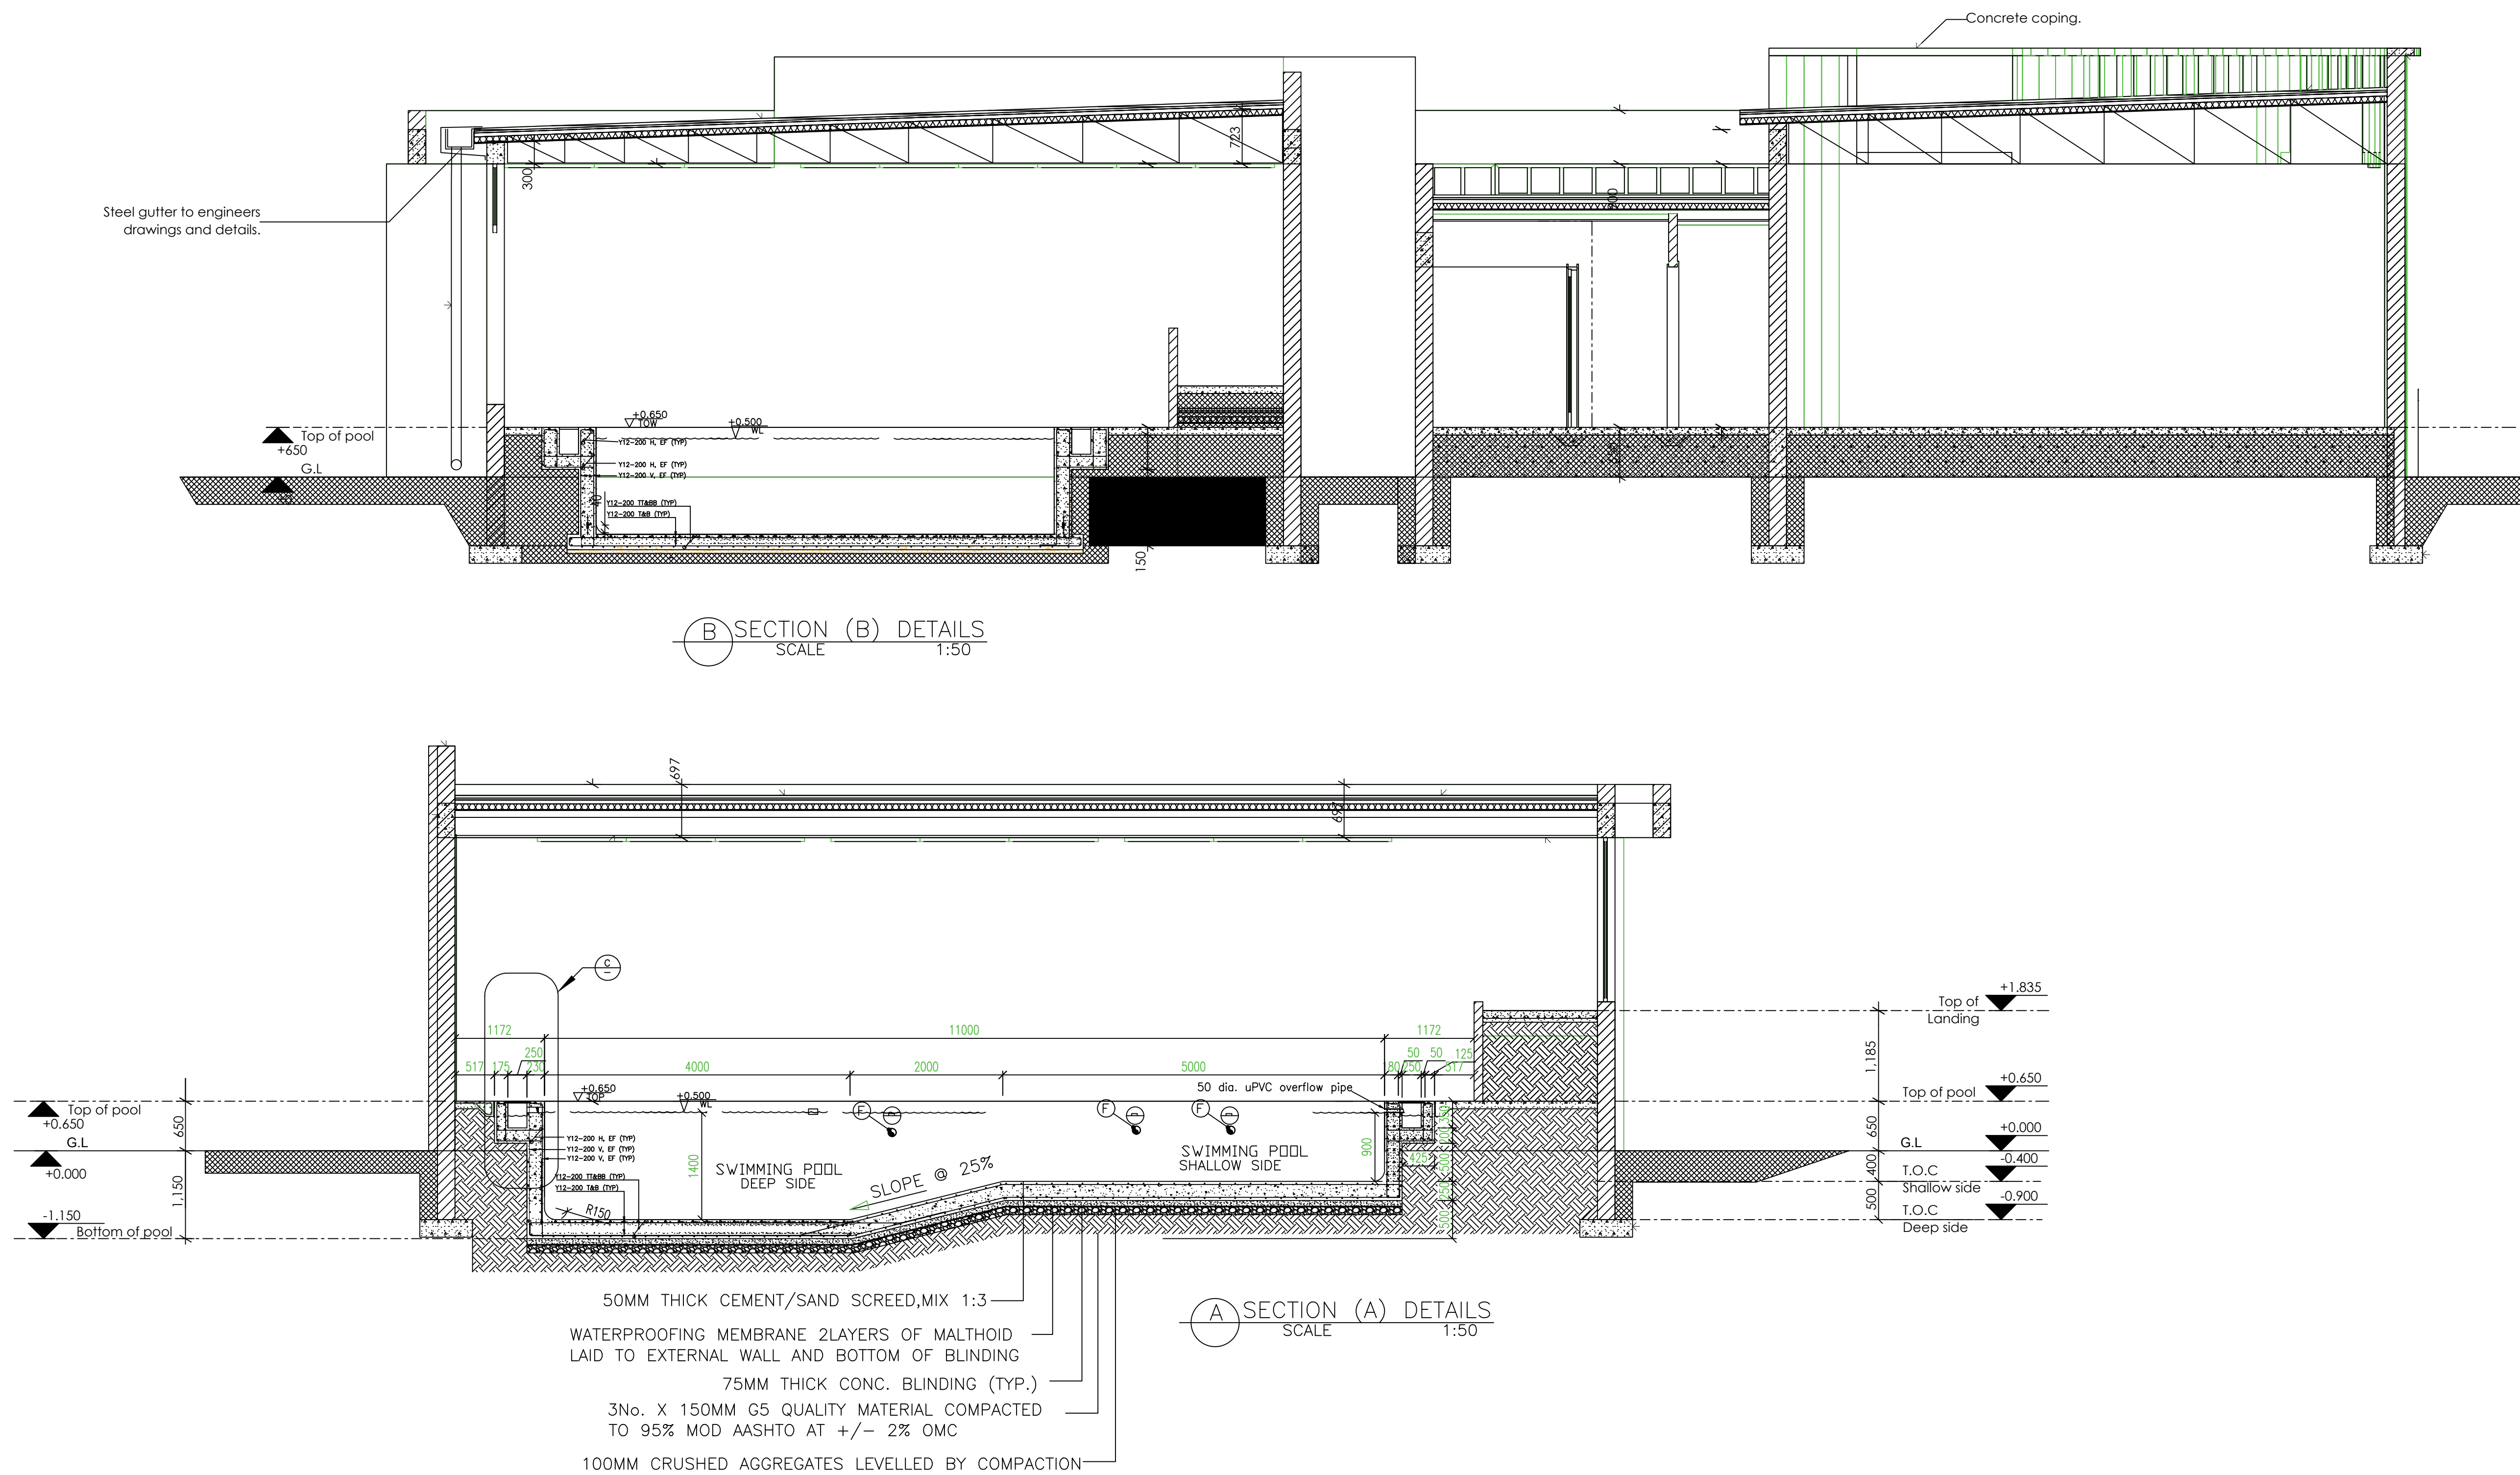 Concrete coping.
723
300
900
Steel gutter to engineers
drawings and details.
+0.650
TOW
+0.500
WL
Top of pool
+650
Y12-200 H, EF (TYP)
G.L
Y12-200 H, EF (TYP)
Y12-200 V, EF (TYP)
+0
40
Y12-200 TT&BB (TYP)
Y12-200 T&B (TYP)
150
B
SECTION (B) DETAILS
SCALE 1:50
697
697
C
-
+1.835
Top of
Landing
1172 11000 1172
250 50 50 125
517 175 230 4000 2000 5000 180 250 517
1,185
+0.650
TOP
+0.500
WL
50 dia. uPVC overflow pipe
+0.650
Top of pool
Top of pool
+0.650
F F F
650
G.L
+0.000
Y12-200 H, EF (TYP)
Y12-200 V, EF (TYP)
Y12-200 V, EF (TYP)
SWIMMING POOL
DEEP SIDE
SWIMMING POOL
SHALLOW SIDE
1400
900
350
200
500
425
250
500
SLOPE @ 25%
650
+0.000
G.L
-0.400
T.O.C
Shallow side
400
Y12-200 TT&BB (TYP)
Y12-200 T&B (TYP)
R150
1,150
-1.150
Bottom of pool
500
-0.900
T.O.C
Deep side
50MM THICK CEMENT/SAND SCREED,MIX 1:3
WATERPROOFING MEMBRANE 2LAYERS OF MALTHOID
LAID TO EXTERNAL WALL AND BOTTOM OF BLINDING
75MM THICK CONC. BLINDING (TYP.)
3No. X 150MM G5 QUALITY MATERIAL COMPACTED
TO 95% MOD AASHTO AT +/- 2% OMC
100MM CRUSHED AGGREGATES LEVELLED BY COMPACTION
A
SECTION (A) DETAILS
SCALE 1:50